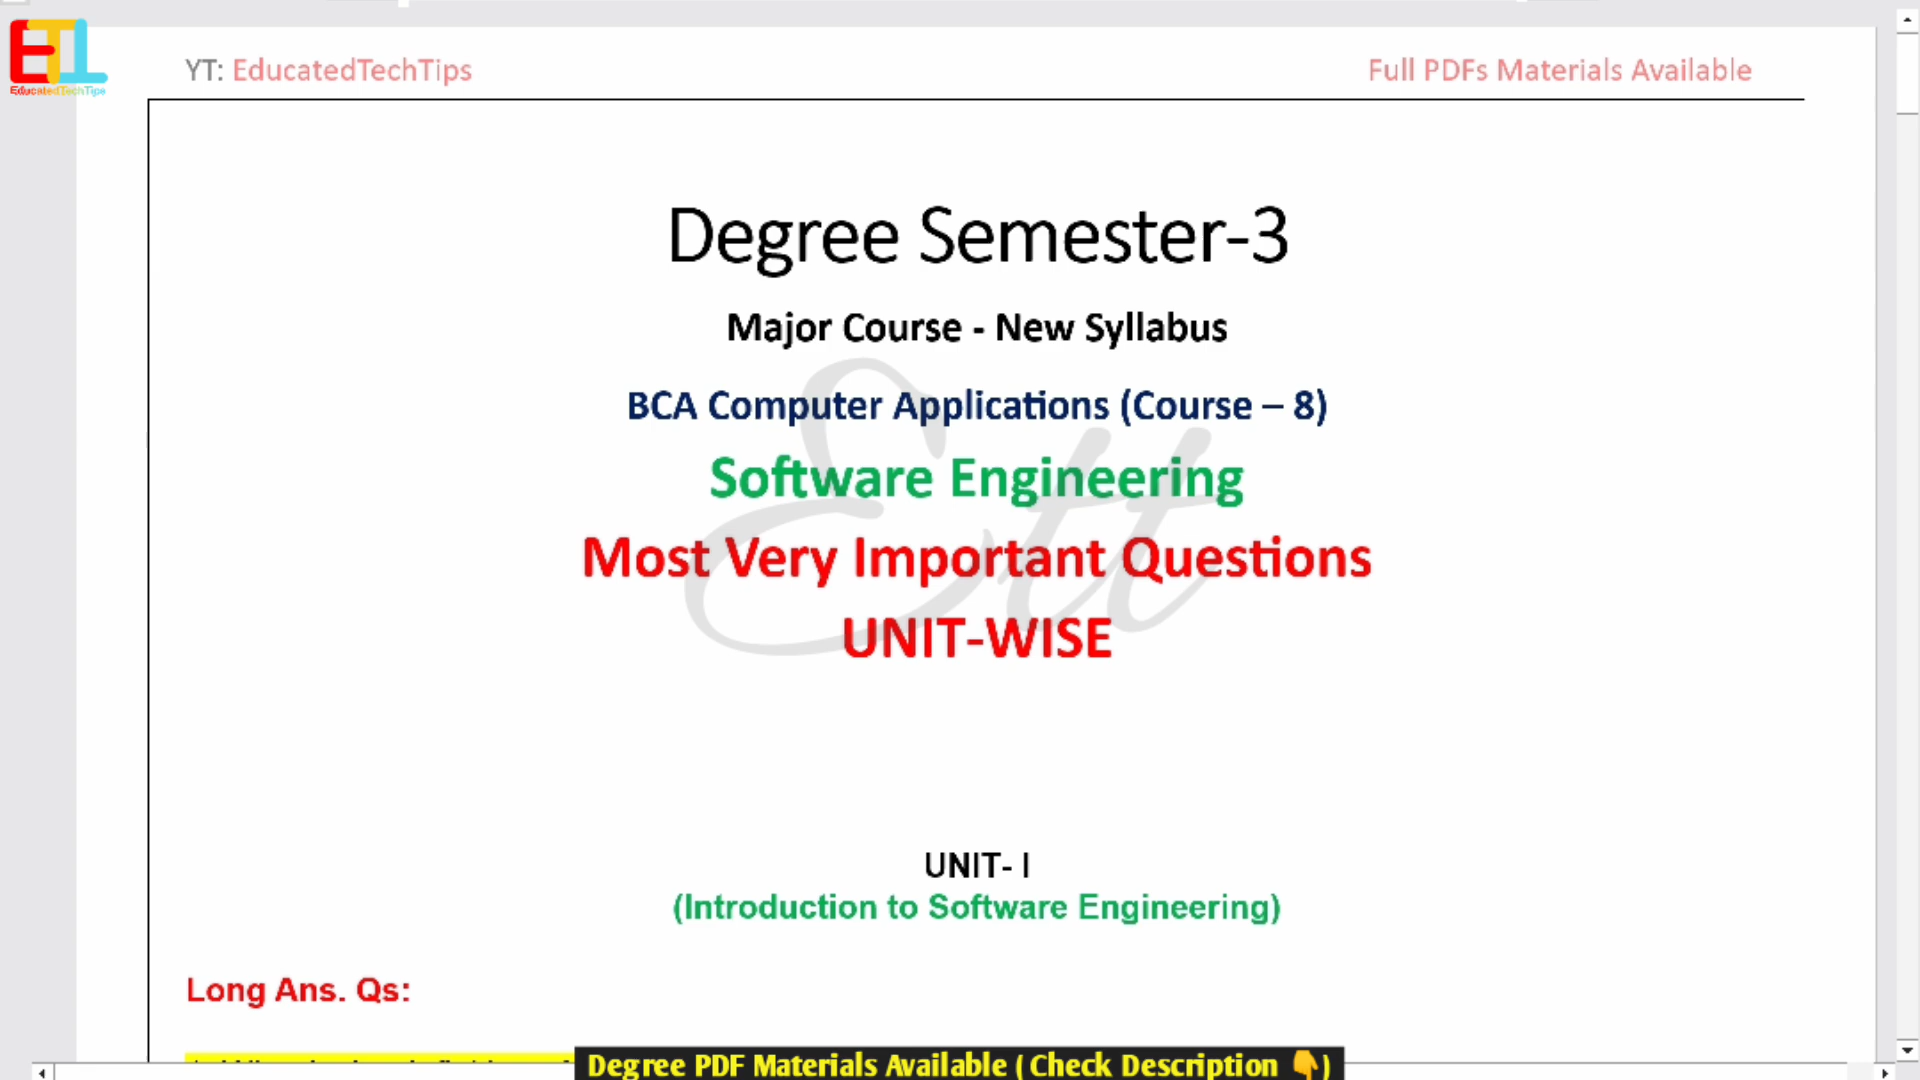 EducatedTechTips
YT: EducatedTechTips
Full PDFs Materials Available
Degree Semester-3
Major Course - New Syllabus
BCA Computer Applications (Course – 8)
Software Engineering
Ett
Most Very Important Questions
UNIT-WISE
UNIT- I
(Introduction to Software Engineering)
Long Ans. Qs:
Degree PDF Materials Available ( Check Description 👇)